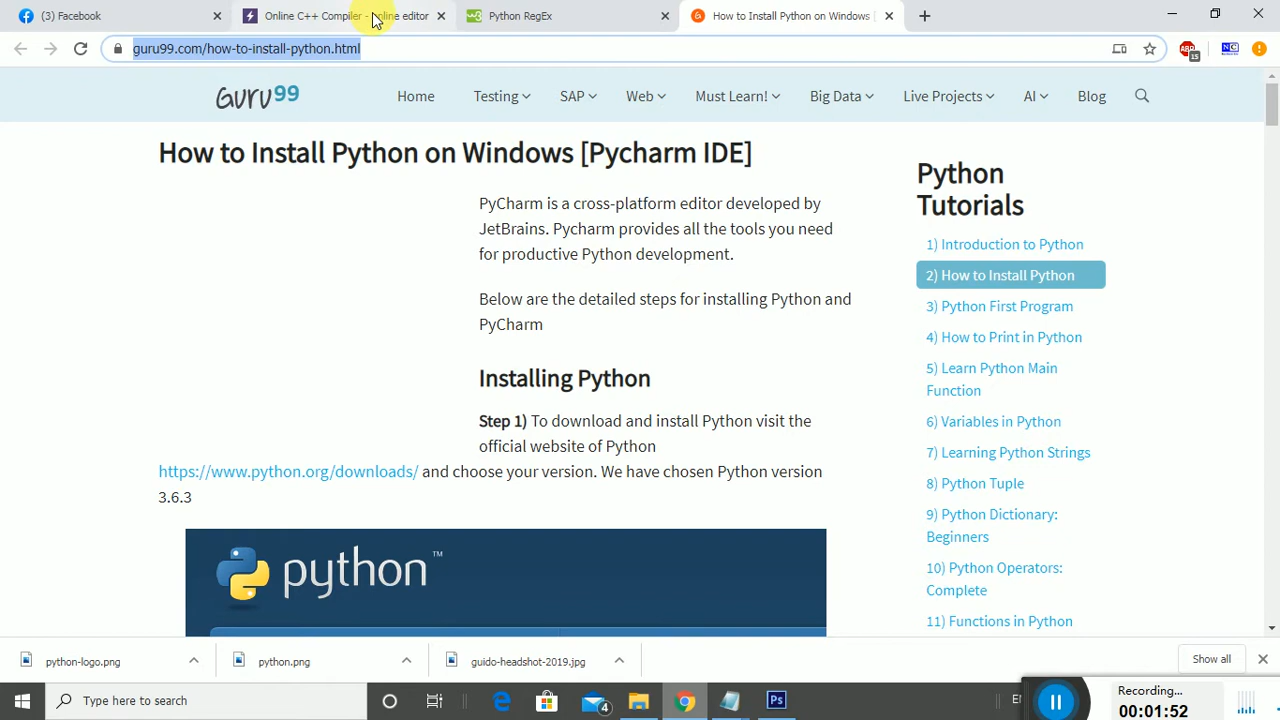 (3) Facebook
Online C++ Compiler - online editor
Python RegEx
How to Install Python on Windows
guru99.com/how-to-install-python.html
ABP
15
Guru99
Home
Testing
SAP
Web
Must Learn!
Big Data
Live Projects
AI
Blog
How to Install Python on Windows [Pycharm IDE]
PyCharm is a cross-platform editor developed by
JetBrains. Pycharm provides all the tools you need
for productive Python development.
Below are the detailed steps for installing Python and
PyCharm
Installing Python
Step 1) To download and install Python visit the
official website of Python
https://www.python.org/downloads/ and choose your version. We have chosen Python version
3.6.3
python™
Python
Tutorials
1) Introduction to Python
2) How to Install Python
3) Python First Program
4) How to Print in Python
5) Learn Python Main
Function
6) Variables in Python
7) Learning Python Strings
8) Python Tuple
9) Python Dictionary:
Beginners
10) Python Operators:
Complete
11) Functions in Python
python-logo.png
python.png
guido-headshot-2019.jpg
Show all
Type here to search
4
Ps
Recording...
00:01:52